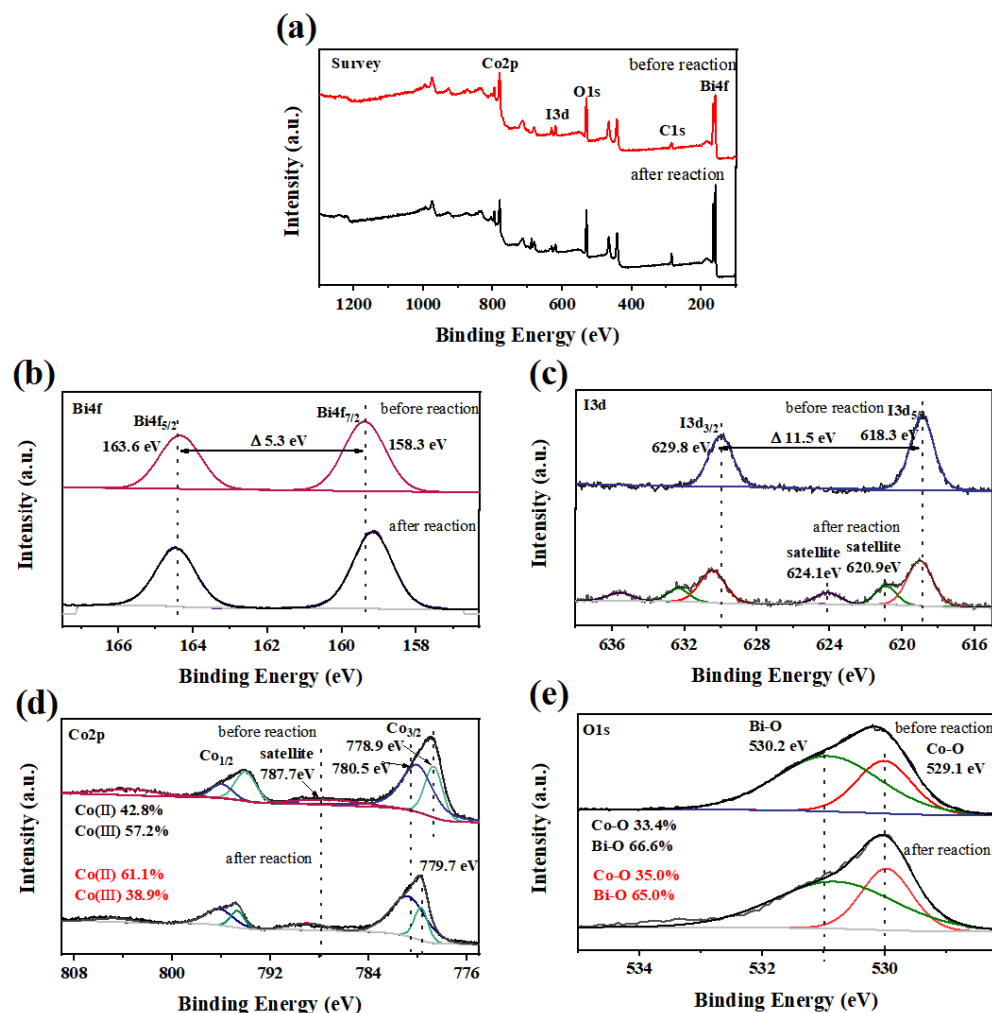 (a)
Survey
Co2p
before reaction
O1s
Bi4f
I3d
C1s
after reaction
Intensity (a.u.)
1200 1000 800 600 400 200
Binding Energy (eV)
(b)
Bi4f
Bi4f5/2
163.6 eV
Bi4f7/2
before reaction
158.3 eV
Δ 5.3 eV
after reaction
Intensity (a.u.)
166 164 162 160 158
Binding Energy (eV)
(c)
I3d
I3d3/2
629.8 eV
before reaction
I3d5/2
618.3 eV
Δ 11.5 eV
after reaction
satellite
624.1eV
satellite
620.9eV
Intensity (a.u.)
636 632 628 624 620 616
Binding Energy (eV)
(d)
Co2p
before reaction
Co1/2
satellite
787.7eV
Co3/2
778.9 eV
780.5 eV
Co(II) 42.8%
Co(III) 57.2%
after reaction
Co(II) 61.1%
Co(III) 38.9%
779.7 eV
Intensity (a.u.)
808 800 792 784 776
Binding Energy (eV)
(e)
O1s
Bi-O
530.2 eV
before reaction
Co-O
529.1 eV
Co-O 33.4%
Bi-O 66.6%
after reaction
Co-O 35.0%
Bi-O 65.0%
Intensity (a.u.)
534 532 530
Binding Energy (eV)